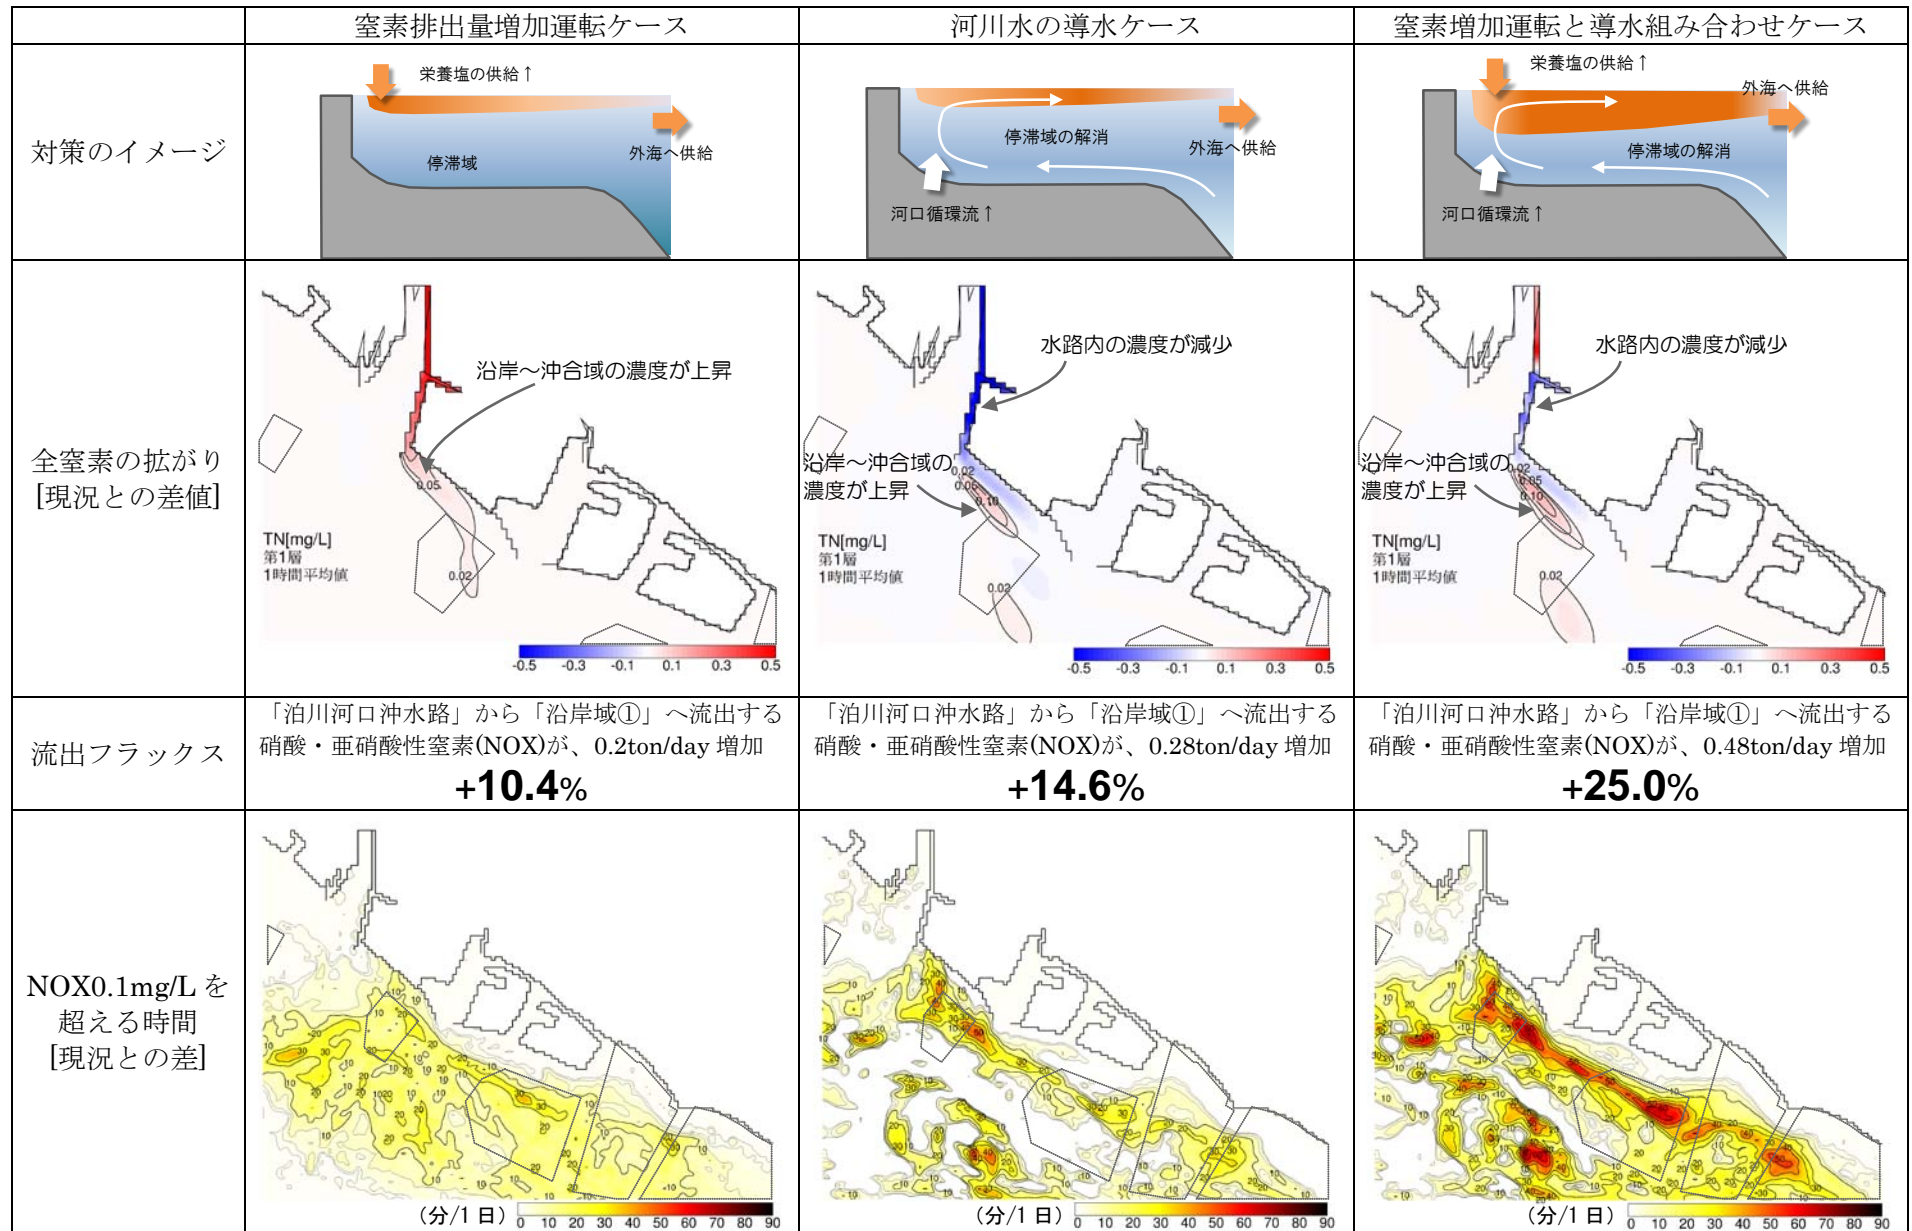 窒素排出量増加運転ケース
河川水の導水ケース
窒素増加運転と導水組み合わせケース
対策のイメージ
栄養塩の供給↑
停滞域
外海へ供給
停滞域の解消
外海へ供給
河口循環流↑
栄養塩の供給↑
外海へ供給
停滞域の解消
河口循環流↑
全窒素の拡がり
[現況との差値]
沿岸～沖合域の濃度が上昇
0.05
0.02
TN[mg/L]
第1層
1時間平均値
-0.5 -0.3 -0.1 0.1 0.3 0.5
水路内の濃度が減少
沿岸～沖合域の
濃度が上昇
0.02
0.05
0.10
0.02
TN[mg/L]
第1層
1時間平均値
-0.5 -0.3 -0.1 0.1 0.3 0.5
水路内の濃度が減少
沿岸～沖合域の
濃度が上昇
0.02
0.05
0.10
0.02
TN[mg/L]
第1層
1時間平均値
-0.5 -0.3 -0.1 0.1 0.3 0.5
流出フラックス
「泊川河口沖水路」から「沿岸域①」へ流出する
硝酸・亜硝酸性窒素(NOX)が、0.2ton/day 増加
+10.4%
「泊川河口沖水路」から「沿岸域①」へ流出する
硝酸・亜硝酸性窒素(NOX)が、0.28ton/day 増加
+14.6%
「泊川河口沖水路」から「沿岸域①」へ流出する
硝酸・亜硝酸性窒素(NOX)が、0.48ton/day 増加
+25.0%
NOX0.1mg/L を
超える時間
[現況との差]
(分/1 日) 0 10 20 30 40 50 60 70 80 90
(分/1 日) 0 10 20 30 40 50 60 70 80 90
(分/1 日) 0 10 20 30 40 50 60 70 80 90